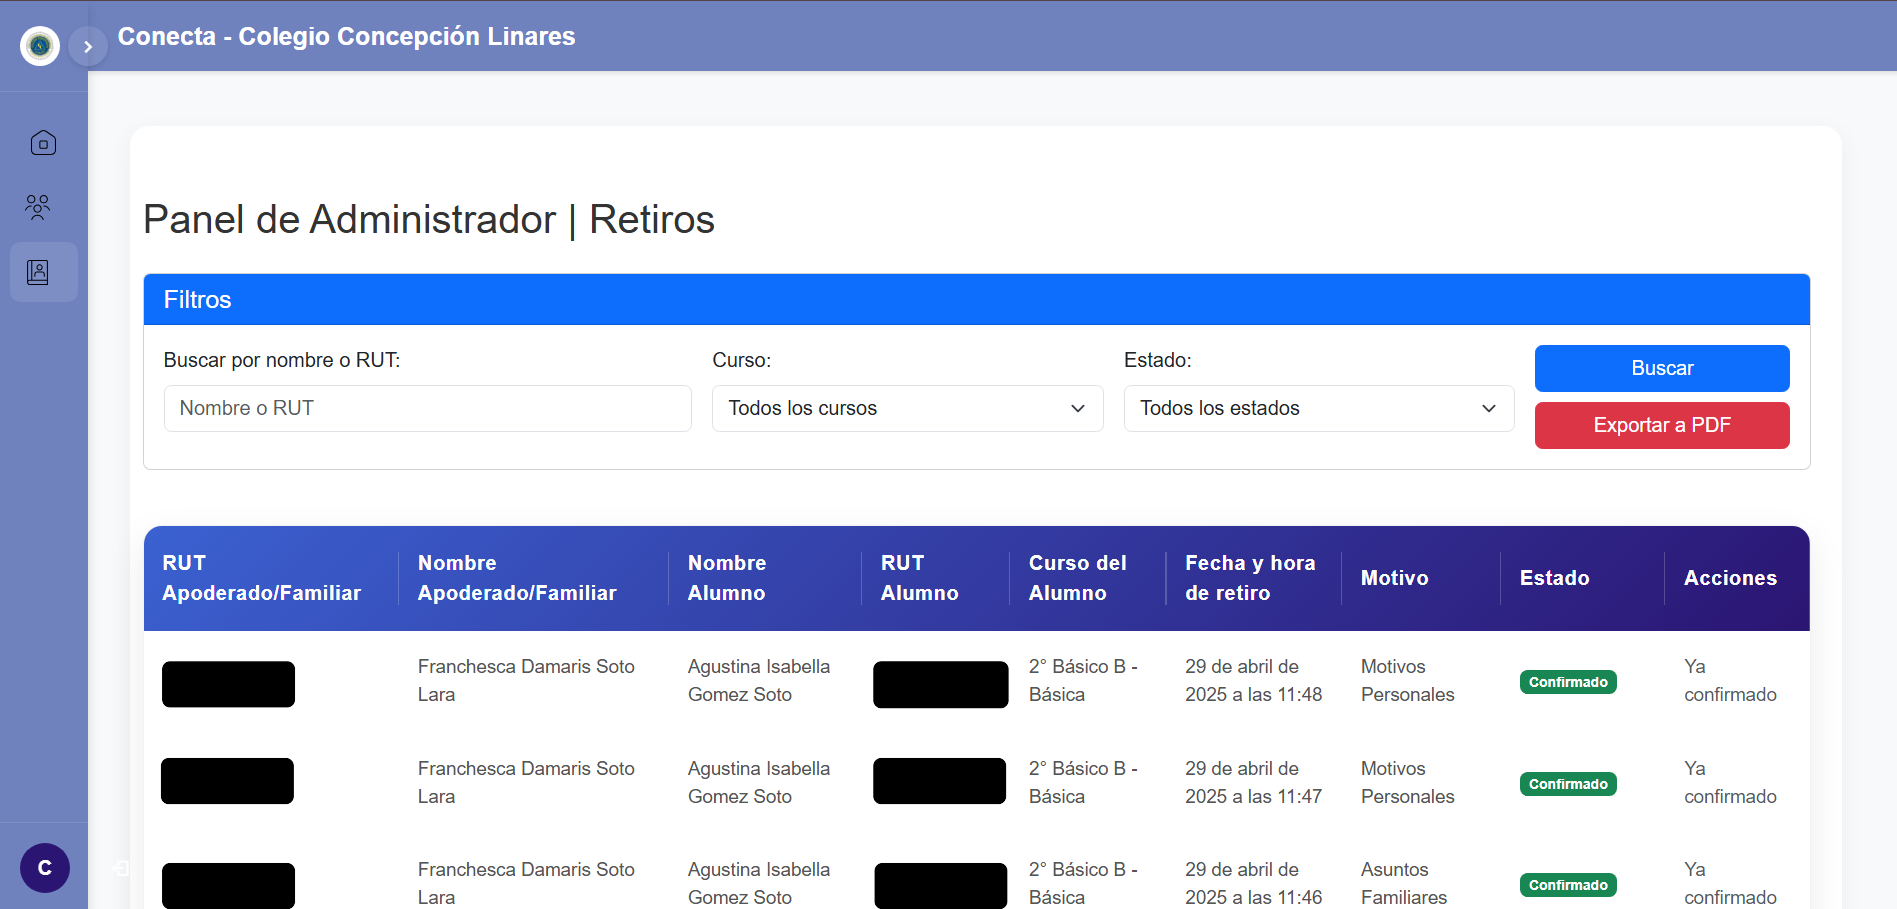 Conecta - Colegio Concepción Linares
Panel de Administrador | Retiros
Filtros
Buscar por nombre o RUT:
Nombre o RUT
Curso:
Todos los cursos
Estado:
Todos los estados
Buscar
Exportar a PDF
RUT
Apoderado/Familiar
Nombre
Apoderado/Familiar
Nombre
Alumno
RUT
Alumno
Curso del
Alumno
Fecha y hora
de retiro
Motivo
Estado
Acciones
Franchesca Damaris Soto
Lara
Agustina Isabella
Gomez Soto
2° Básico B -
Básica
29 de abril de
2025 a las 11:48
Motivos
Personales
Confirmado
Ya
confirmado
Franchesca Damaris Soto
Lara
Agustina Isabella
Gomez Soto
2° Básico B -
Básica
29 de abril de
2025 a las 11:47
Motivos
Personales
Confirmado
Ya
confirmado
Franchesca Damaris Soto
Lara
Agustina Isabella
Gomez Soto
2° Básico B -
Básica
29 de abril de
2025 a las 11:46
Asuntos
Familiares
Confirmado
Ya
confirmado
C